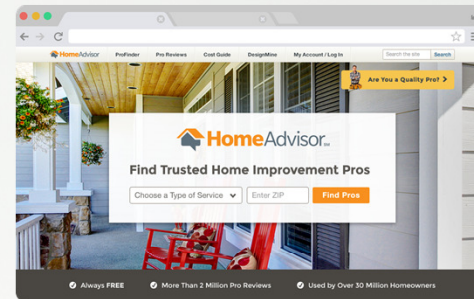 HomeAdvisor ProFinder Pro Reviews Cost Guide DesignMine My Account / Log In Search the site Search
Are You a Quality Pro?
HomeAdvisor
Find Trusted Home Improvement Pros
Choose a Type of Service Enter ZIP Find Pros
Always FREE More Than 2 Million Pro Reviews Used by Over 30 Million Homeowners